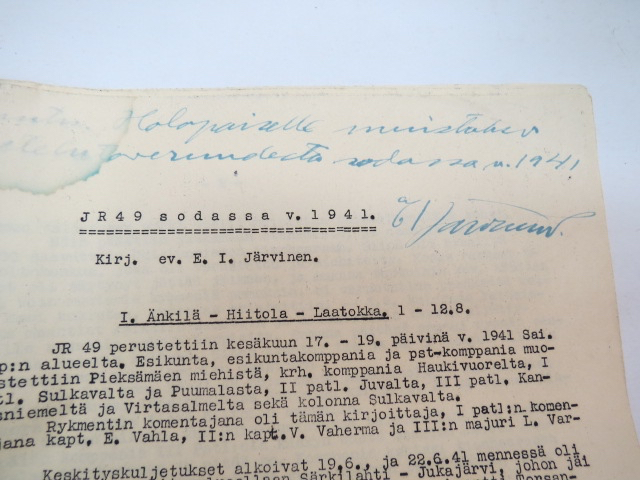 Holopaiselle muistoksi
toveruudesta sodassa v. 1941
EI Järvinen.
JR49 sodassa v. 1941.
Kirj. ev. E. I. Järvinen.
I. Änkilä - Hiitola - Laatokka. 1 - 12.8.
JR 49 perustettiin kesäkuun 17. - 19. päivinä v. 1941 Sai.
p:n alueelta. Esikunta, esikuntakomppania ja pst-komppania muo-
stettiin Pieksämäen miehistä, krh. komppania Haukivuorelta, I
tl. Sulkavalta ja Puumalasta, II patl. Juvalta, III patl. Kan-
sniemeltä ja Virtasalmelta sekä kolonna Sulkavalta.
Rykmentin komentajana oli tämän kirjoittaja, I patl:n komen-
jana kapt. E. Vahla, II:n kapt. V. Vaherma ja III:n majuri L. Var-
Keskityskuljetukset alkoivat 19.6., ja 22.6.41 mennessä oli
Särkilahti - Jukajärvi, johon jäi